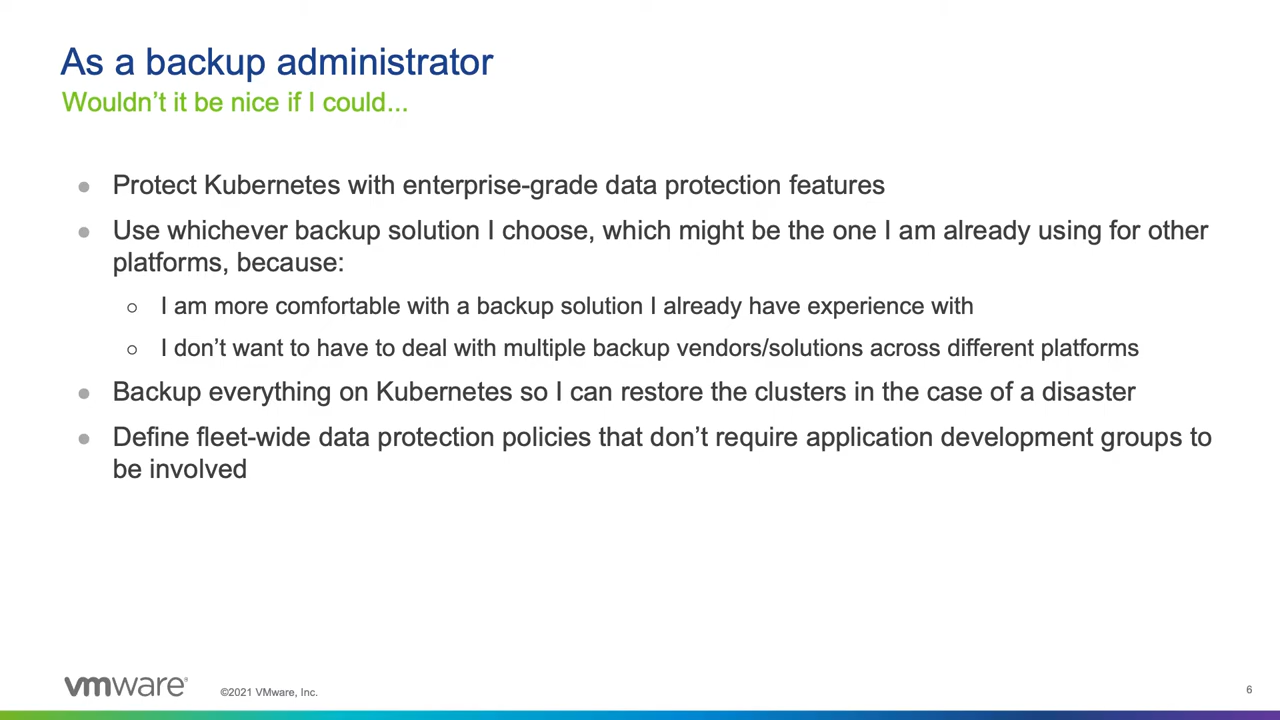 As a backup administrator
Wouldn’t it be nice if I could...
● Protect Kubernetes with enterprise-grade data protection features
● Use whichever backup solution I choose, which might be the one I am already using for other
platforms, because:
○ I am more comfortable with a backup solution I already have experience with
○ I don’t want to have to deal with multiple backup vendors/solutions across different platforms
● Backup everything on Kubernetes so I can restore the clusters in the case of a disaster
● Define fleet-wide data protection policies that don’t require application development groups to
be involved
vmware®
©2021 VMware, Inc.
6